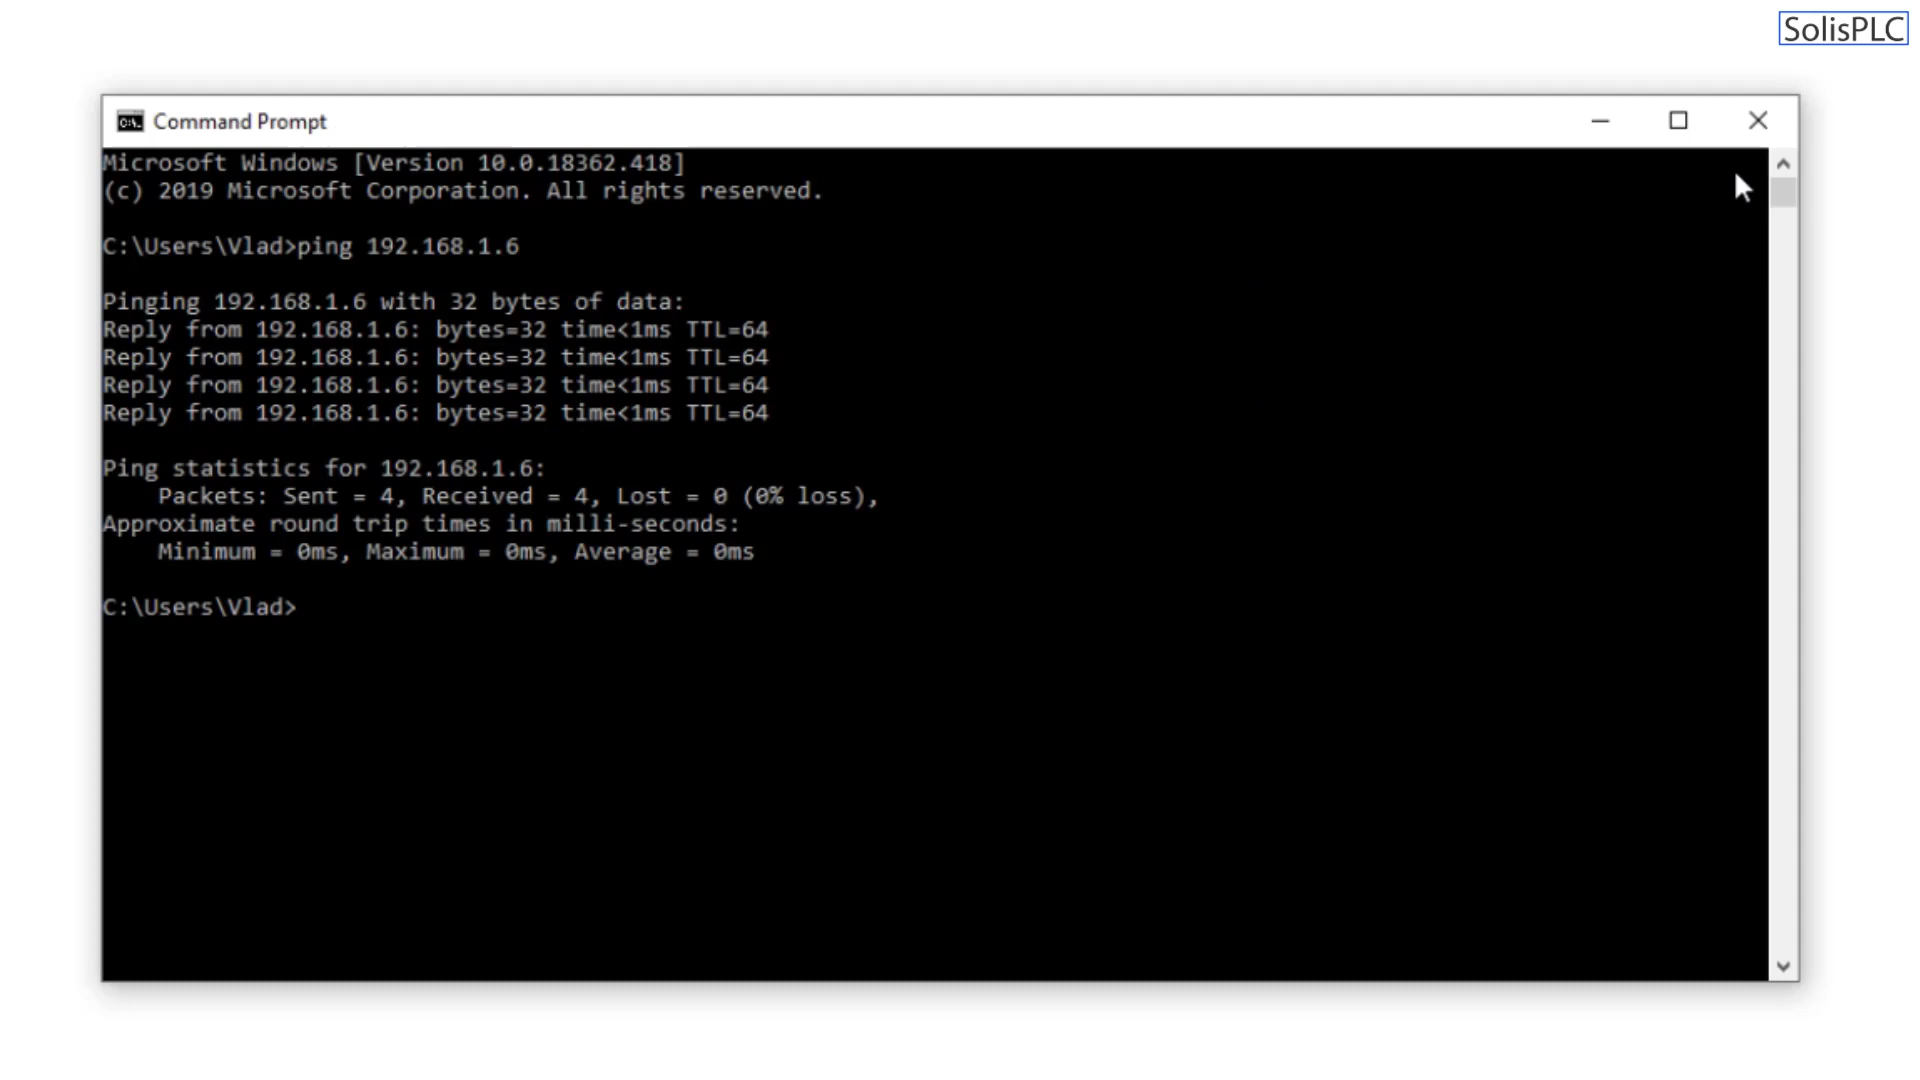 SolisPLC
Command Prompt
Microsoft Windows [Version 10.0.18362.418]
(c) 2019 Microsoft Corporation. All rights reserved.
C:\Users\Vlad>ping 192.168.1.6
Pinging 192.168.1.6 with 32 bytes of data:
Reply from 192.168.1.6: bytes=32 time<1ms TTL=64
Reply from 192.168.1.6: bytes=32 time<1ms TTL=64
Reply from 192.168.1.6: bytes=32 time<1ms TTL=64
Reply from 192.168.1.6: bytes=32 time<1ms TTL=64
Ping statistics for 192.168.1.6:
    Packets: Sent = 4, Received = 4, Lost = 0 (0% loss),
Approximate round trip times in milli-seconds:
    Minimum = 0ms, Maximum = 0ms, Average = 0ms
C:\Users\Vlad>